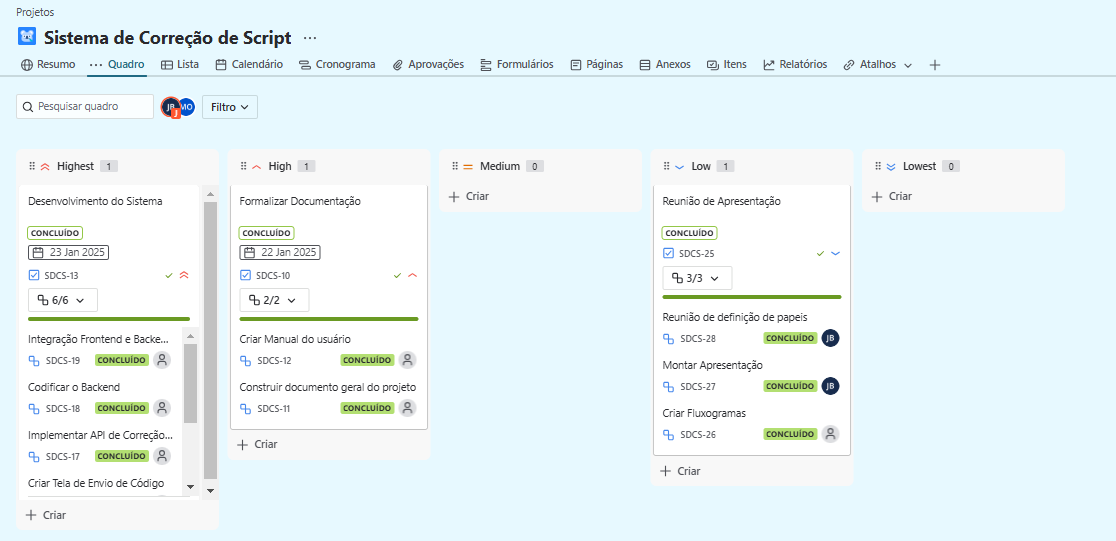 Projetos
Sistema de Correção de Script ...
Resumo
Quadro
Lista
Calendário
Cronograma
Aprovações
Formulários
Páginas
Anexos
Itens
Relatórios
Atalhos
Pesquisar quadro
JB
J
MO
Filtro
Highest 1
Desenvolvimento do Sistema
CONCLUÍDO
23 Jan 2025
SDCS-13
6/6
Integração Frontend e Backe...
SDCS-19 CONCLUÍDO
Codificar o Backend
SDCS-18 CONCLUÍDO
Implementar API de Correção...
SDCS-17 CONCLUÍDO
Criar Tela de Envio de Código
+ Criar
High 1
Formalizar Documentação
CONCLUÍDO
22 Jan 2025
SDCS-10
2/2
Criar Manual do usuário
SDCS-12 CONCLUÍDO
Construir documento geral do projeto
SDCS-11 CONCLUÍDO
+ Criar
Medium 0
+ Criar
Low 1
Reunião de Apresentação
CONCLUÍDO
SDCS-25
3/3
Reunião de definição de papeis
SDCS-28 CONCLUÍDO JB
Montar Apresentação
SDCS-27 CONCLUÍDO JB
Criar Fluxogramas
SDCS-26 CONCLUÍDO
+ Criar
Lowest 0
+ Criar